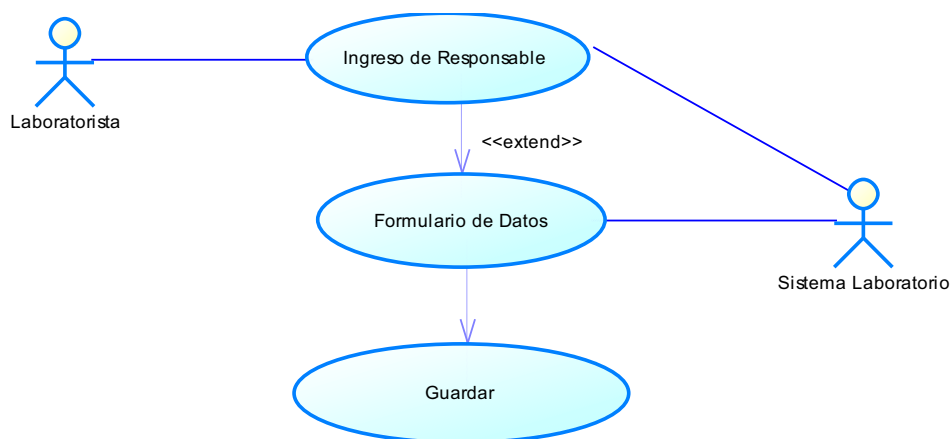 Ingreso de Responsable
Laboratorista
<<extend>>
Formulario de Datos
Sistema Laboratorio
Guardar